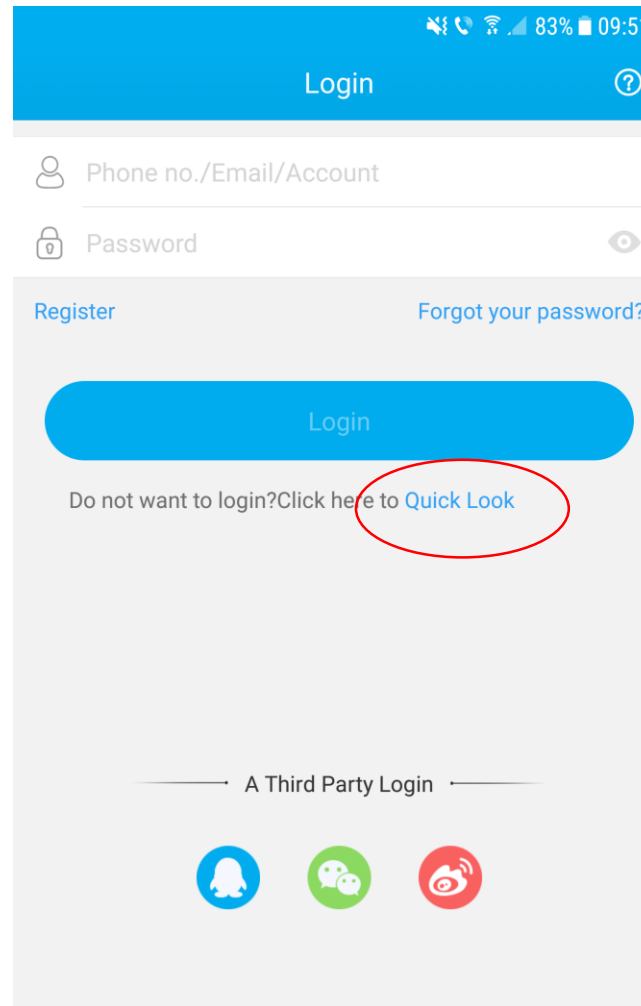 83% 09:5
Login
Phone no./Email/Account
Password
Register Forgot your password?
Login
Do not want to login?Click here to Quick Look
A Third Party Login